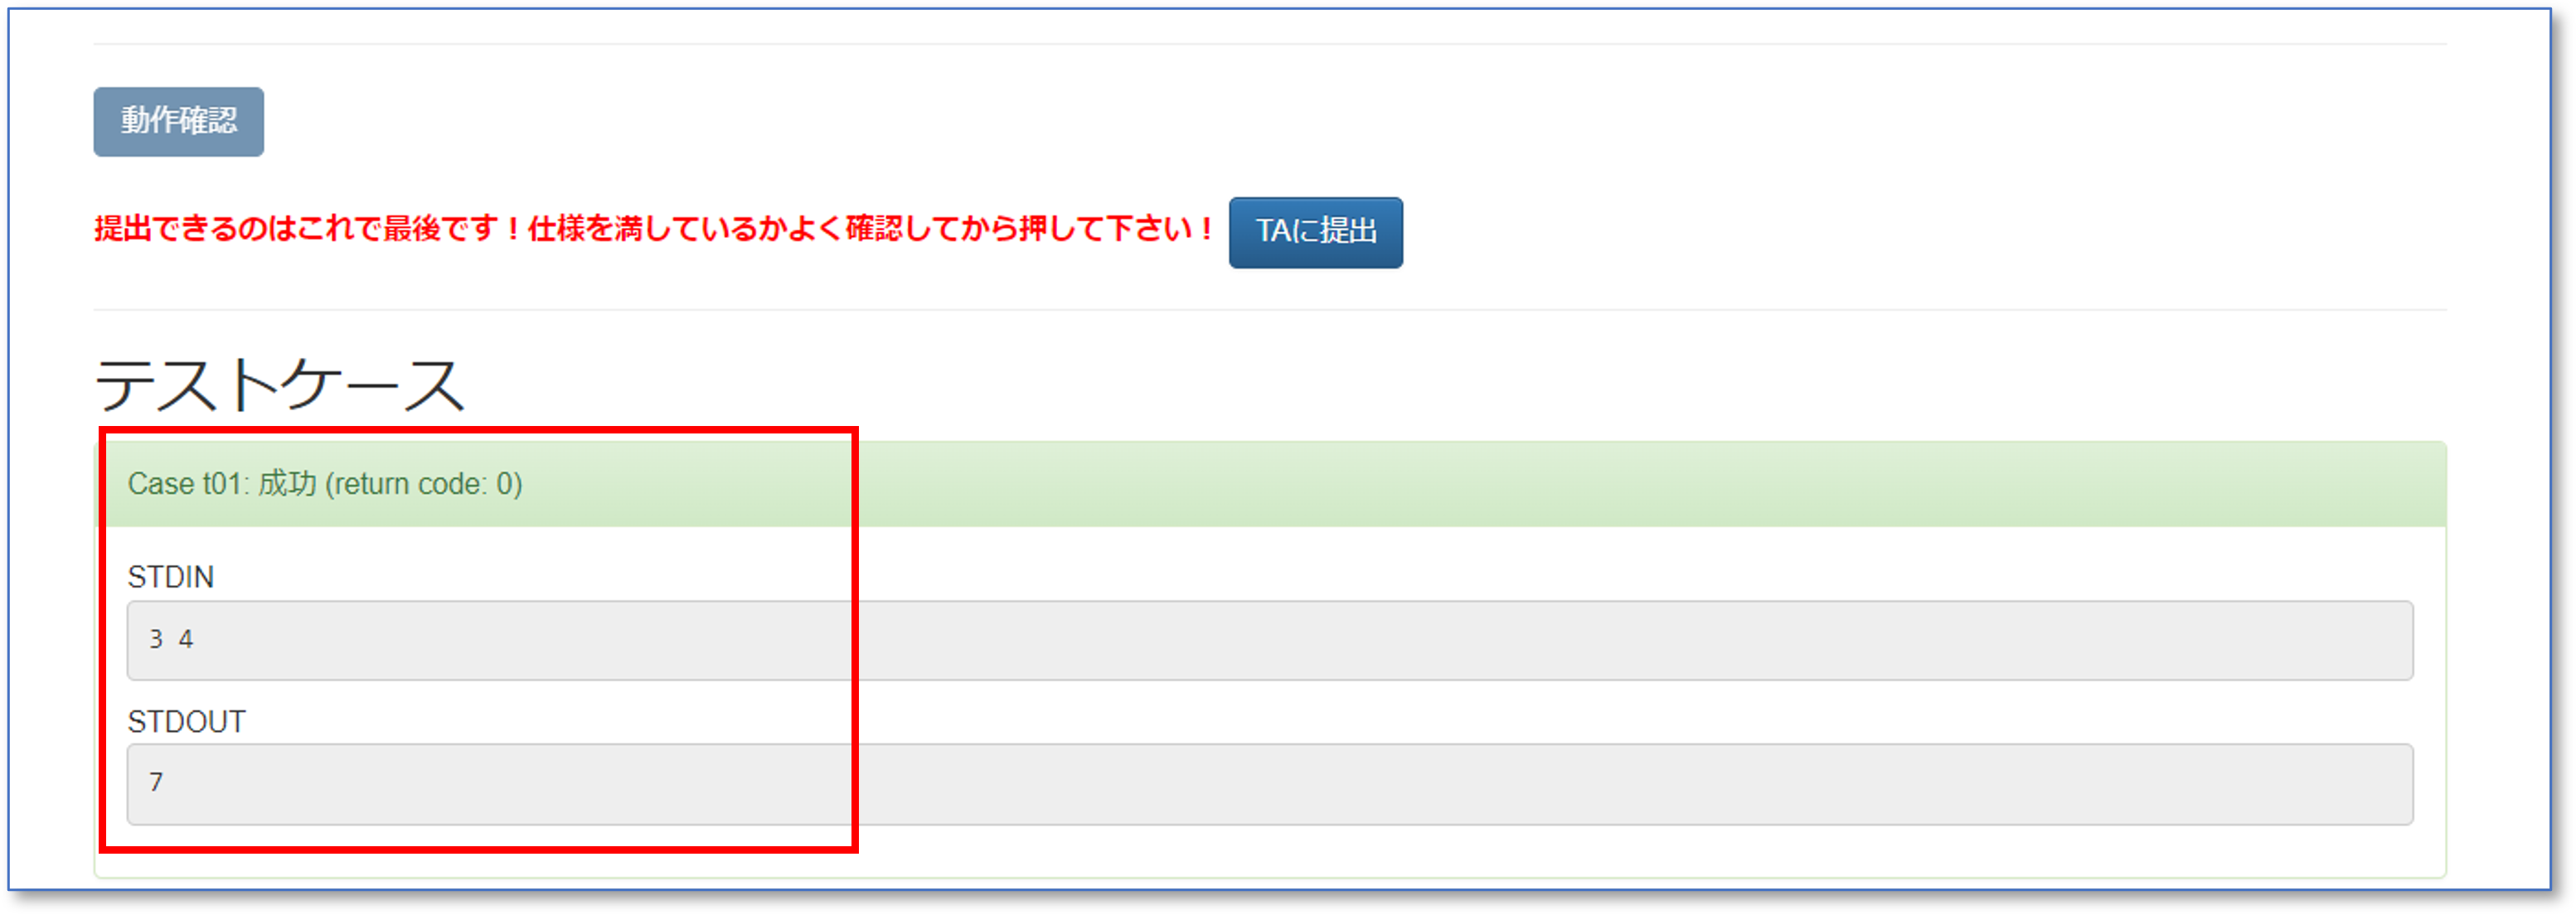 動作確認
提出できるのはこれで最後です！仕様を満しているかよく確認してから押して下さい！ TAに提出
テストケース
Case t01: 成功 (return code: 0)
STDIN
3 4
STDOUT
7